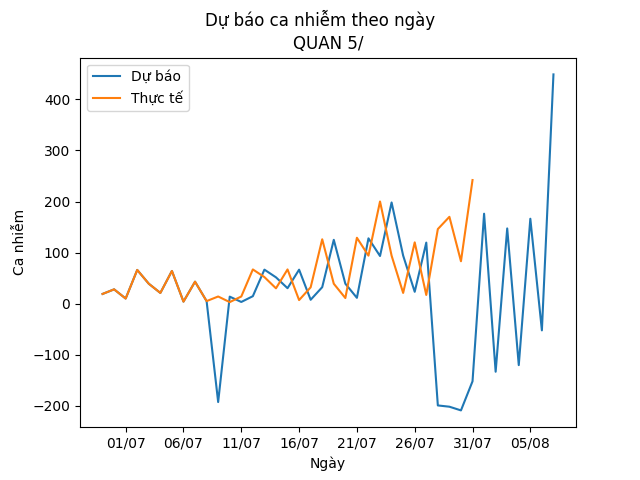 Dự báo ca nhiễm theo ngày
QUAN 5/
Dự báo
Thực tế
Ca nhiễm
400
300
200
100
0
−100
−200
01/07 06/07 11/07 16/07 21/07 26/07 31/07 05/08
Ngày